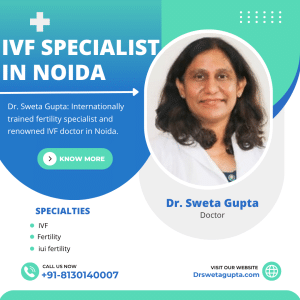 IVF SPECIALIST
IN NOIDA
Dr. Sweta Gupta: Internationally
trained fertility specialist and
renowned IVF doctor in Noida.
KNOW MORE
Dr. Sweta Gupta
Doctor
SPECIALTIES
IVF
Fertility
iui fertility
CALL US NOW
+91-8130140007
VISIT OUR WEBSITE
Drswetagupta.com